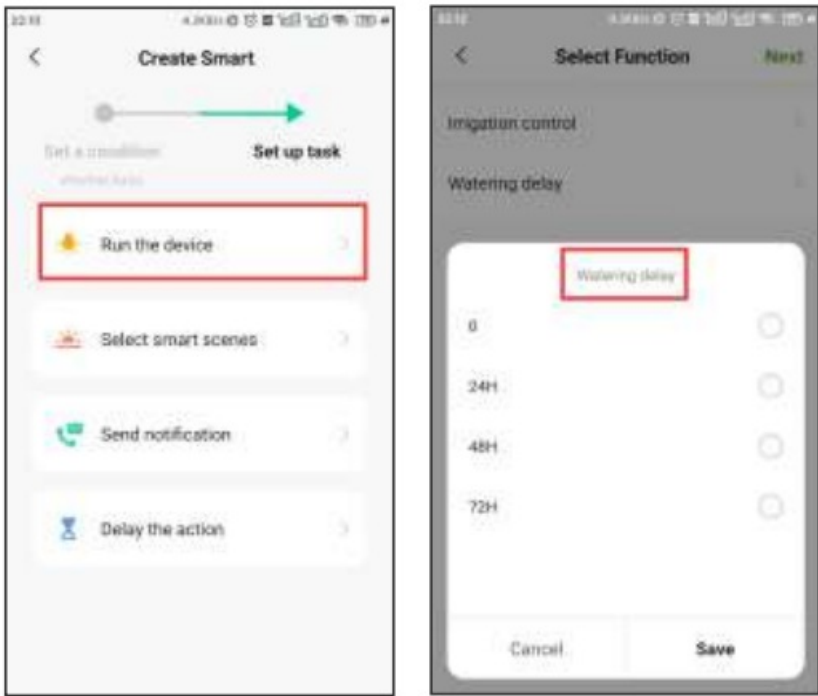 Create Smart
Set up task
Run the device
Select smart scenes
Send notification
Delay the action
Select Function
Next
Irrigation control
Watering delay
Watering delay
0
24H
48H
72H
Cancel
Save